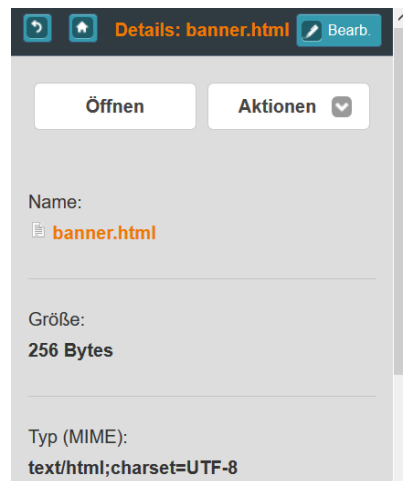 Details: banner.html Bearb.
Öffnen Aktionen
Name:
banner.html
Größe:
256 Bytes
Typ (MIME):
text/html;charset=UTF-8